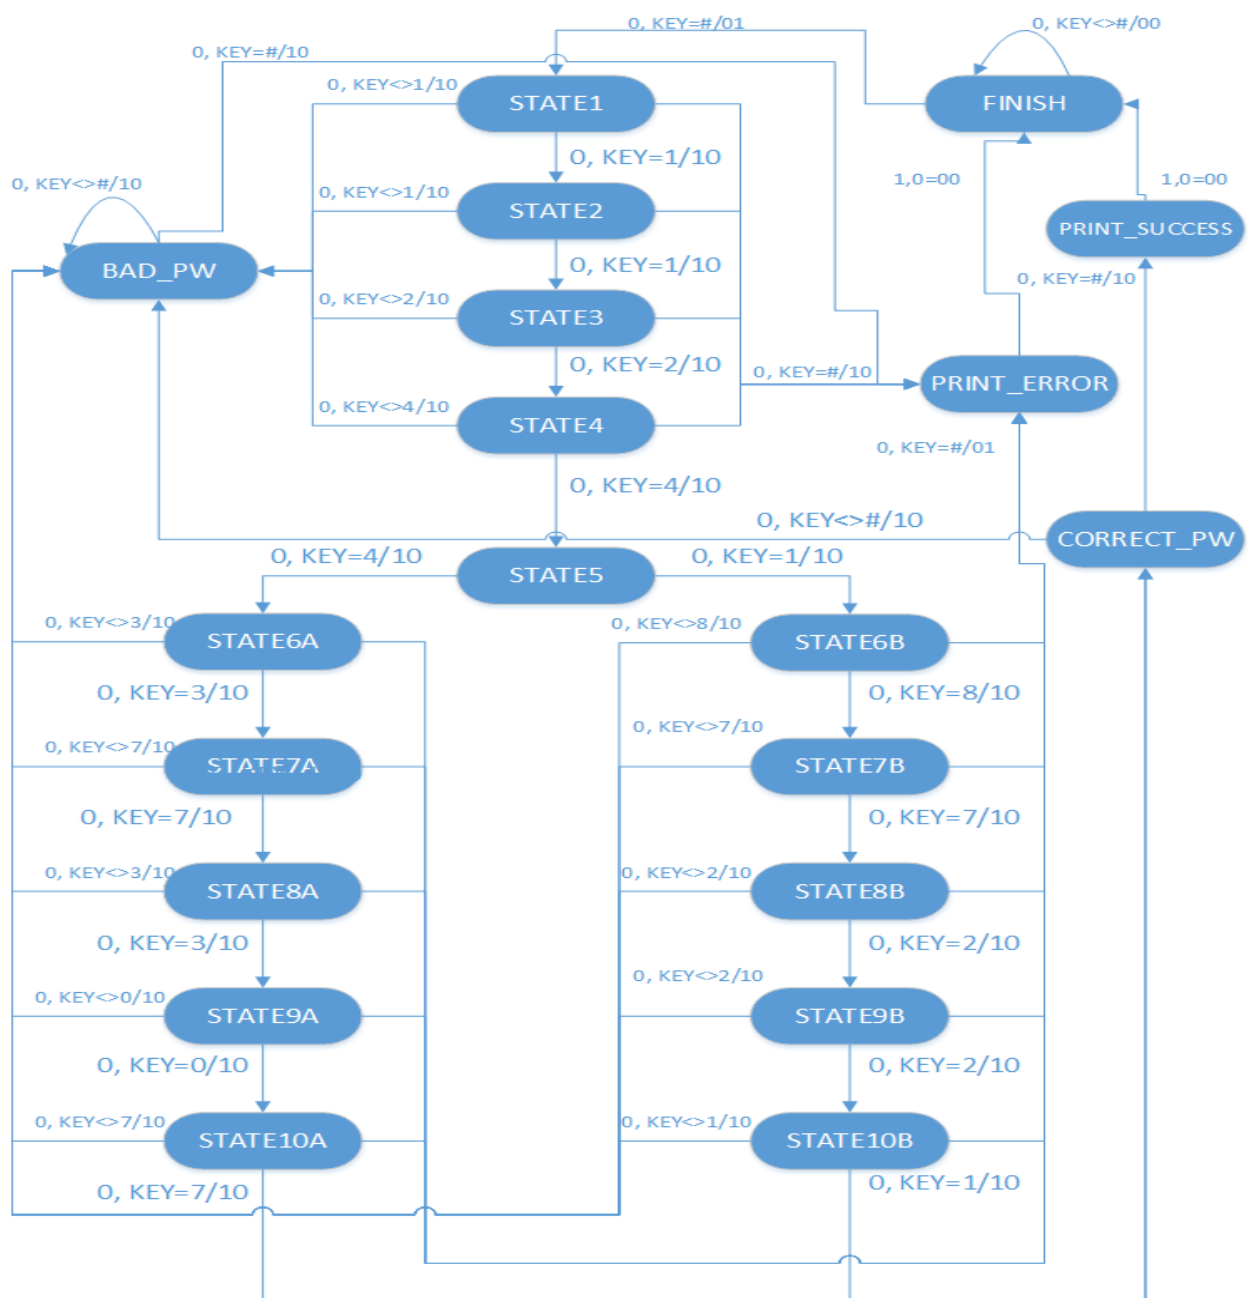 0, KEY=#/01
0, KEY<>#/00
0, KEY=#/10
0, KEY<>1/10
STATE1
FINISH
0, KEY=1/10
1,0=00
1,0=00
0, KEY<>#/10
0, KEY<>1/10
STATE2
PRINT_SUCCESS
BAD_PW
0, KEY=1/10
0, KEY=#/10
0, KEY<>2/10
STATE3
0, KEY=2/10
0, KEY=#/10
PRINT_ERROR
0, KEY<>4/10
STATE4
0, KEY=#/01
0, KEY=4/10
0, KEY<>#/10
CORRECT_PW
0, KEY=4/10
0, KEY=1/10
STATE5
0, KEY<>3/10
STATE6A
0, KEY<>8/10
STATE6B
0, KEY=3/10
0, KEY=8/10
0, KEY<>7/10
STATE7A
0, KEY<>7/10
STATE7B
0, KEY=7/10
0, KEY=7/10
0, KEY<>3/10
STATE8A
0, KEY<>2/10
STATE8B
0, KEY=3/10
0, KEY=2/10
0, KEY<>0/10
STATE9A
0, KEY<>2/10
STATE9B
0, KEY=0/10
0, KEY=2/10
0, KEY<>7/10
STATE10A
0, KEY<>1/10
STATE10B
0, KEY=7/10
0, KEY=1/10